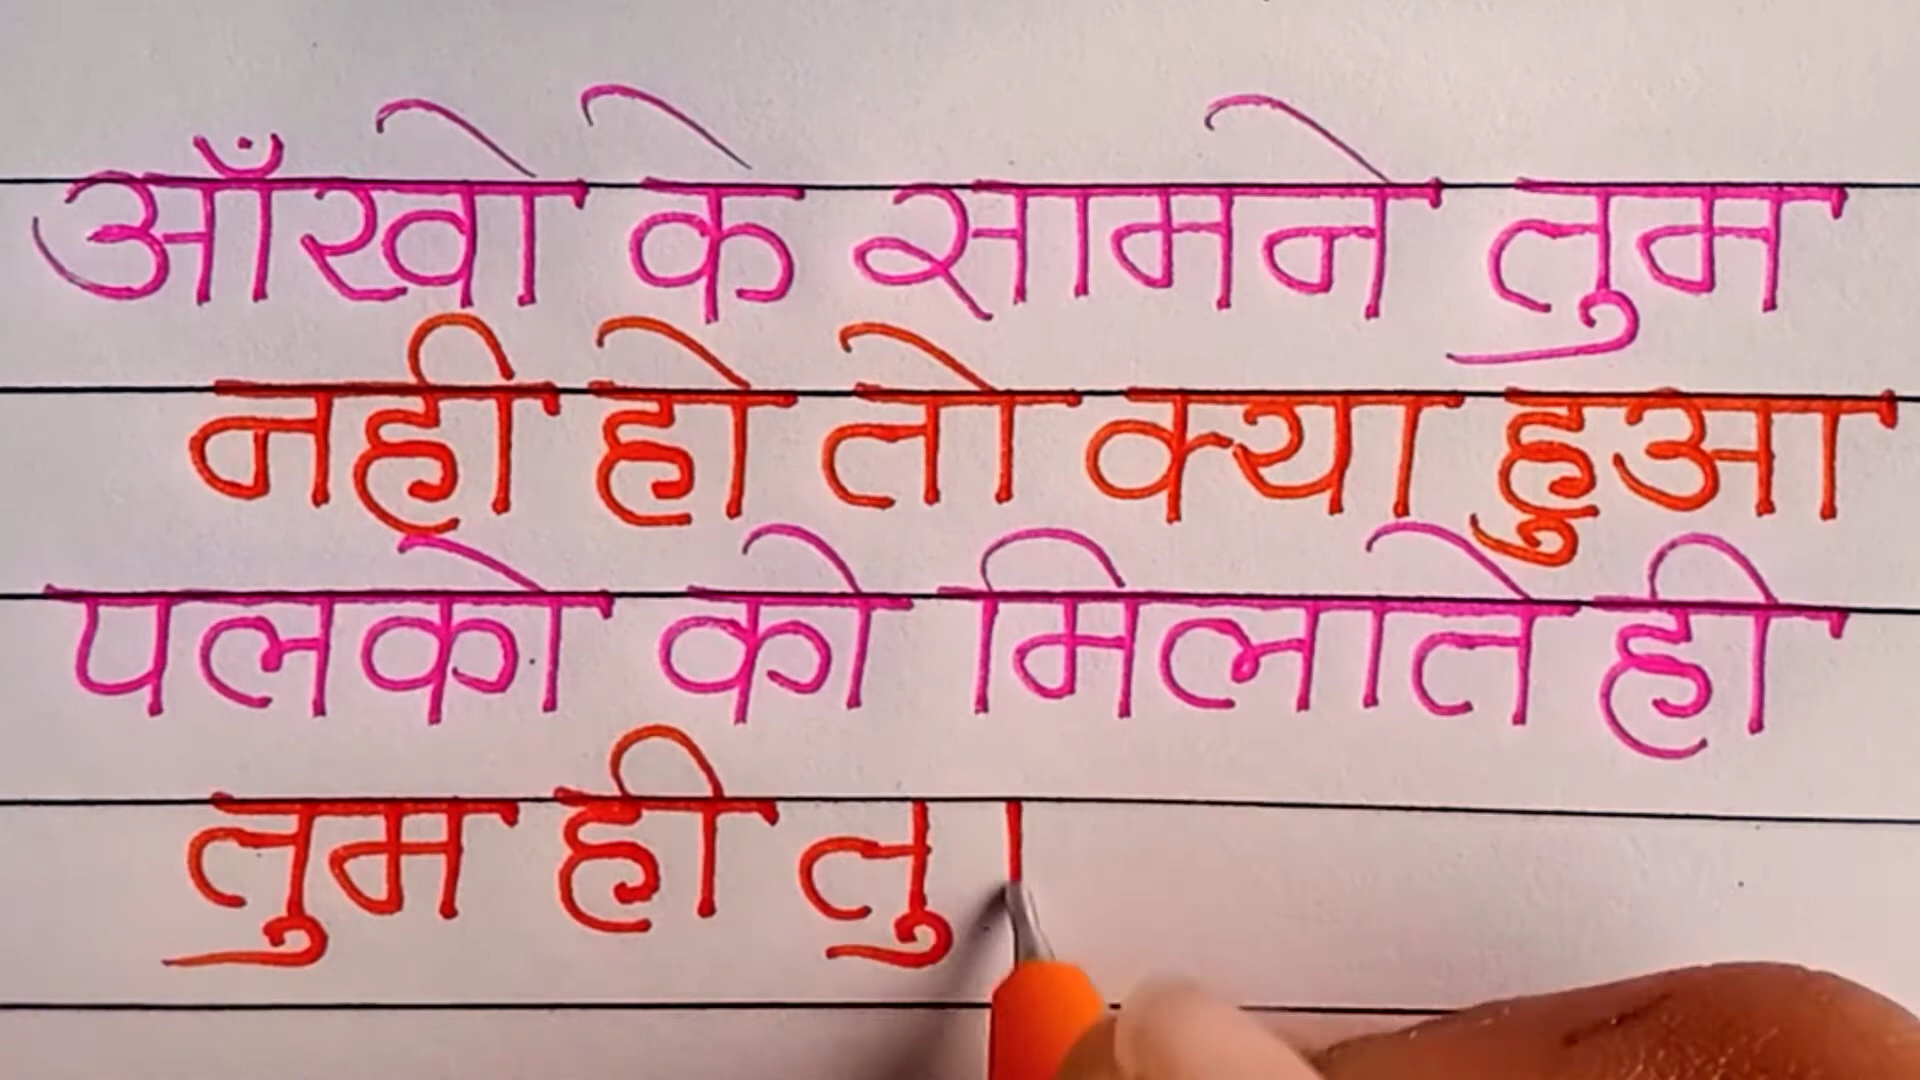 आँखो के सामने तुम
नही हो तो क्या हुआ
पलको को मिलाते ही
तुम ही तु